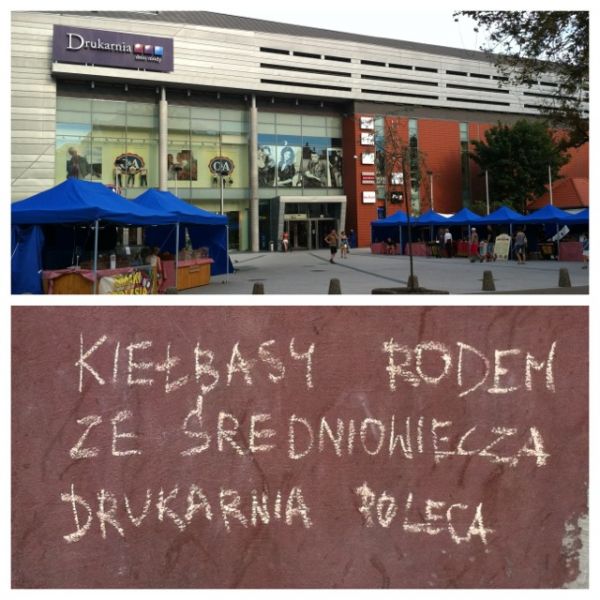 Drukarnia
C&A
KIEŁBASY RODEM
ZE ŚREDNIOWIECZA
DRUKARNIA POLECA